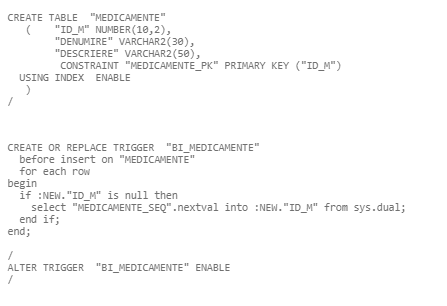 CREATE TABLE "MEDICAMENTE"
( "ID_M" NUMBER(10,2),
"DENUMIRE" VARCHAR2(30),
"DESCRIERE" VARCHAR2(50),
CONSTRAINT "MEDICAMENTE_PK" PRIMARY KEY ("ID_M")
USING INDEX ENABLE
)
/
CREATE OR REPLACE TRIGGER "BI_MEDICAMENTE"
before insert on "MEDICAMENTE"
for each row
begin
if :NEW."ID_M" is null then
select "MEDICAMENTE_SEQ".nextval into :NEW."ID_M" from sys.dual;
end if;
end;
/
ALTER TRIGGER "BI_MEDICAMENTE" ENABLE
/